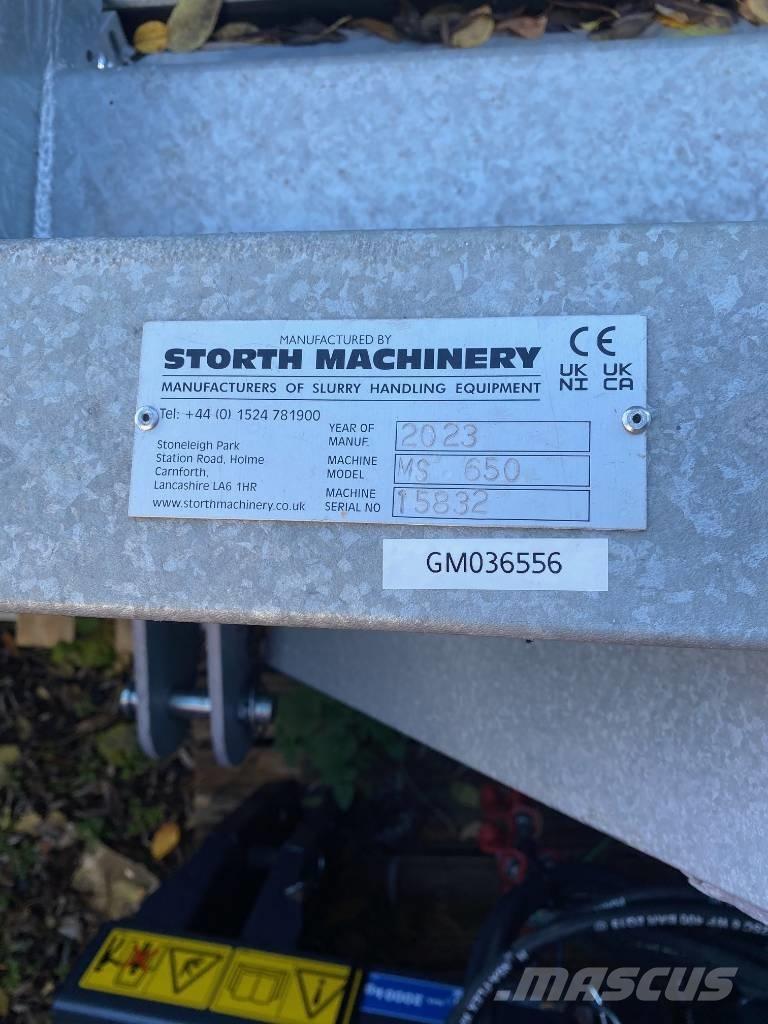 MANUFACTURED BY
STORTH MACHINERY
MANUFACTURERS OF SLURRY HANDLING EQUIPMENT
CE
UK NI UK CA
Tel: +44 (0) 1524 781900
Stoneleigh Park
Station Road, Holme
Carnforth,
Lancashire LA6 1HR
www.storthmachinery.co.uk
YEAR OF MANUF. 2023
MACHINE MODEL MS 650
MACHINE SERIAL NO 15832
GM036556
MASCUS